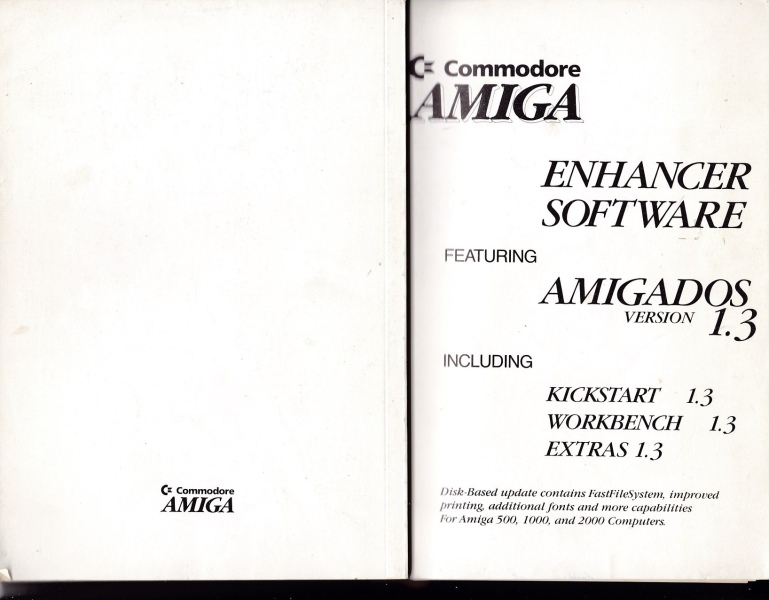 Commodore
AMIGA
Commodore
AMIGA
ENHANCER
SOFTWARE
FEATURING
AMIGADOS
VERSION 1.3
INCLUDING
KICKSTART 1.3
WORKBENCH 1.3
EXTRAS 1.3
Disk-Based update contains FastFileSystem, improved
printing, additional fonts and more capabilities
For Amiga 500, 1000, and 2000 Computers.